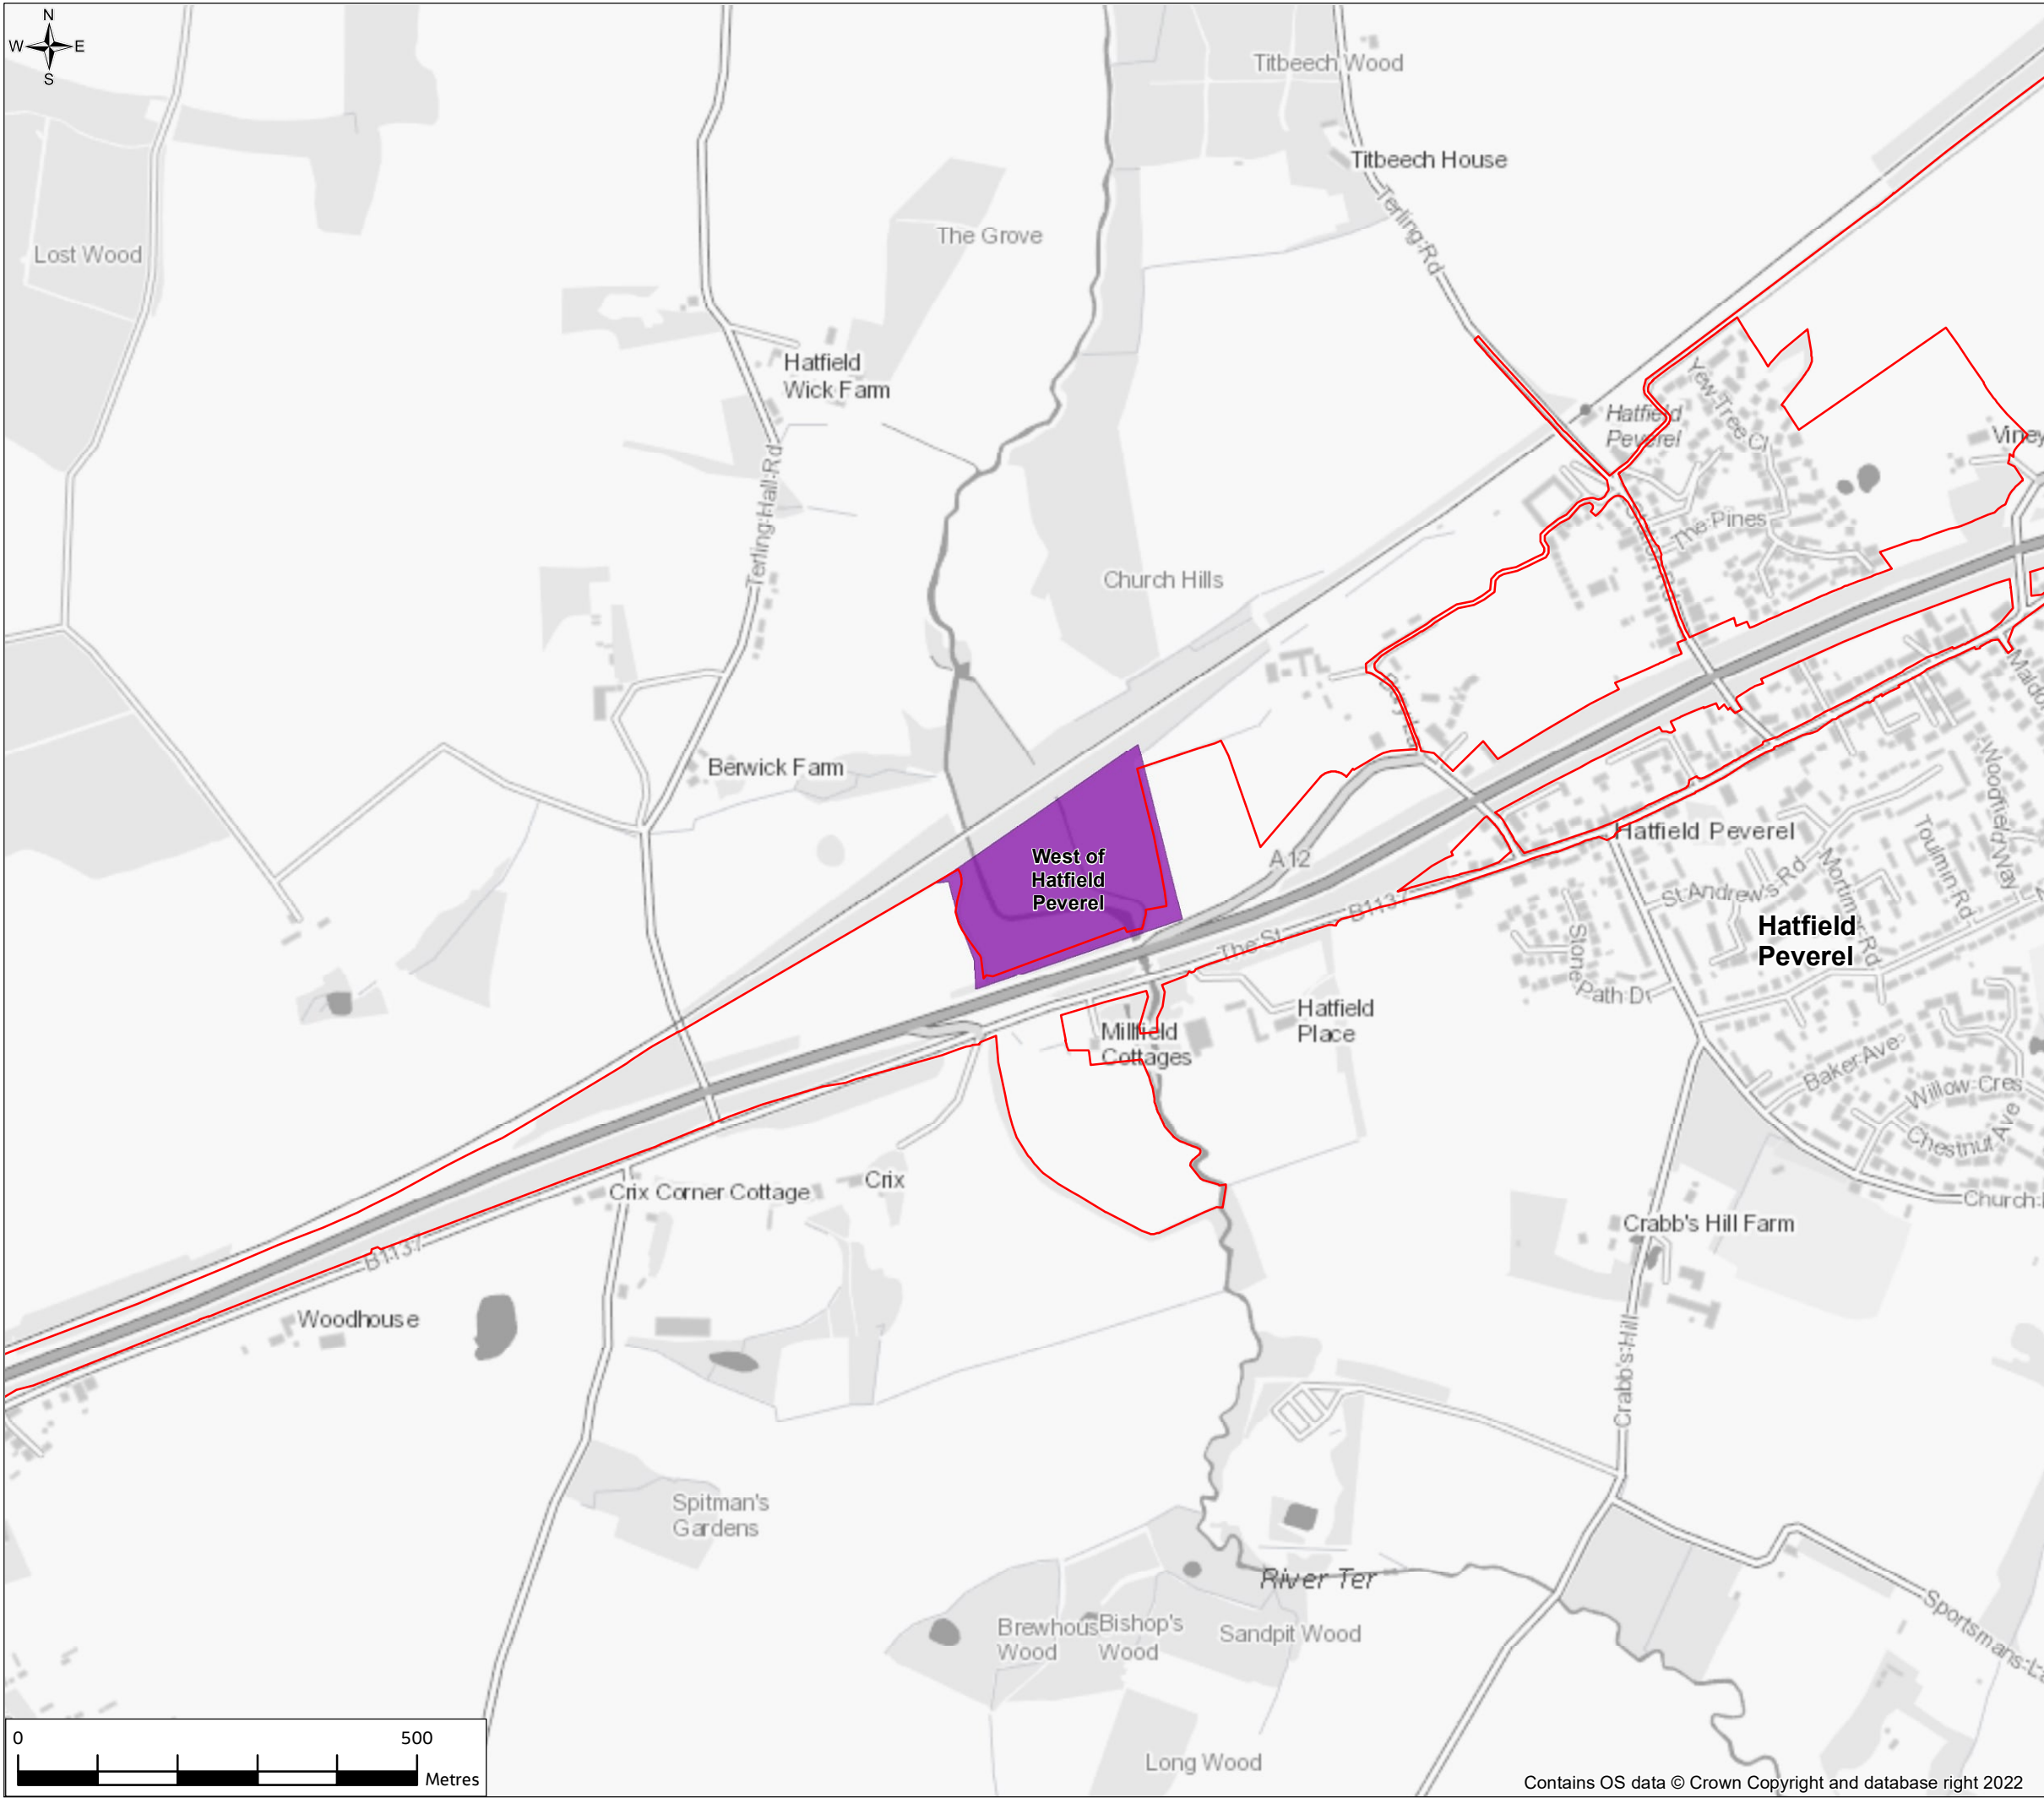 N
W E
S
Titbeech Wood
Titbeech House
Terling Rd
Lost Wood
The Grove
Hatfield
Wick Farm
Yew Tree Cl
Hatfield
Peverel
Terling Hall Rd
The Pines
Church Hills
Berwick Farm
Woodfield Way
Hatfield Peverel
West of
Hatfield
Peverel
A12
Toulmin Rd
St Andrew's Rd
Mortimer Rd
B1137
The St
Hatfield
Peverel
Stone
Path D
Hatfield
Place
Millfield
Cottages
Baker Ave
Willow Cres
Chestnut Ave
Crix
Crix Corner Cottage
Church
Crabb's Hill Farm
B1137
Woodhouse
Crabb's Hill
Spitman's
Gardens
River Ter
Brewhous
Wood
Bishop's
Wood
Sandpit Wood
Sportsmans
Long Wood
0 500
Metres
Contains OS data © Crown Copyright and database right 2022